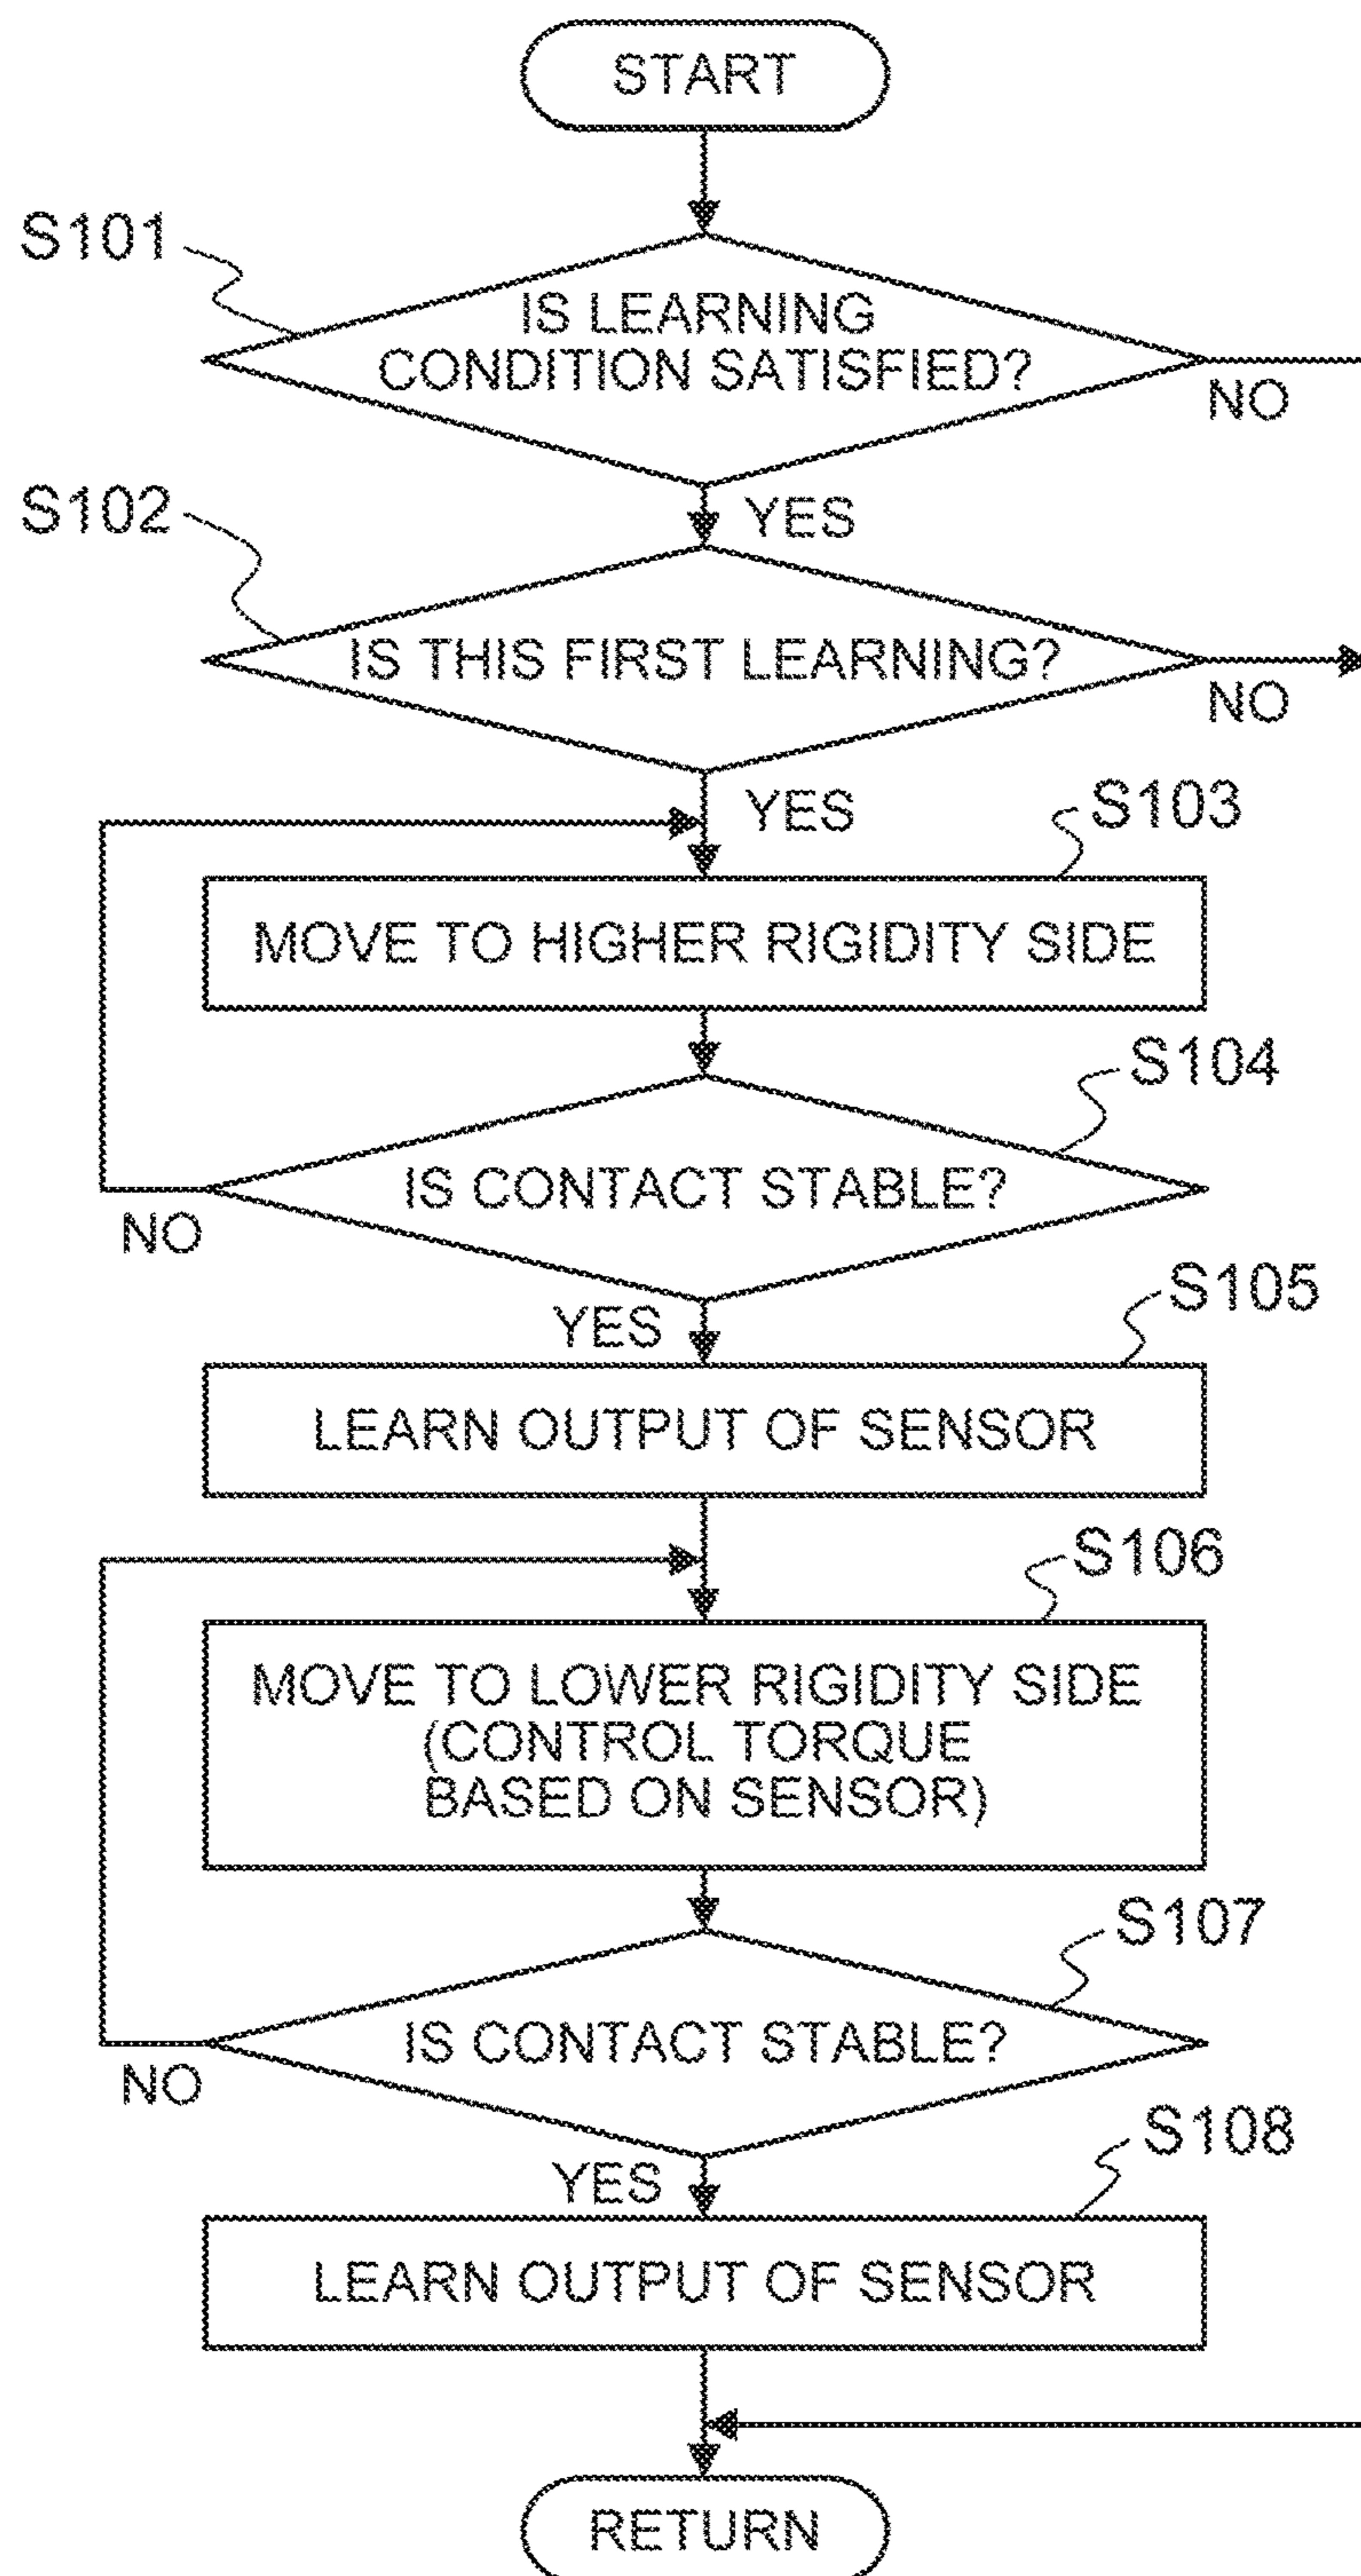 START
S101
IS LEARNING
CONDITION SATISFIED?
NO
S102
YES
IS THIS FIRST LEARNING?
NO
YES
S103
MOVE TO HIGHER RIGIDITY SIDE
S104
IS CONTACT STABLE?
NO
S105
YES
LEARN OUTPUT OF SENSOR
S106
MOVE TO LOWER RIGIDITY SIDE
(CONTROL TORQUE
BASED ON SENSOR)
S107
IS CONTACT STABLE?
NO
S108
YES
LEARN OUTPUT OF SENSOR
RETURN